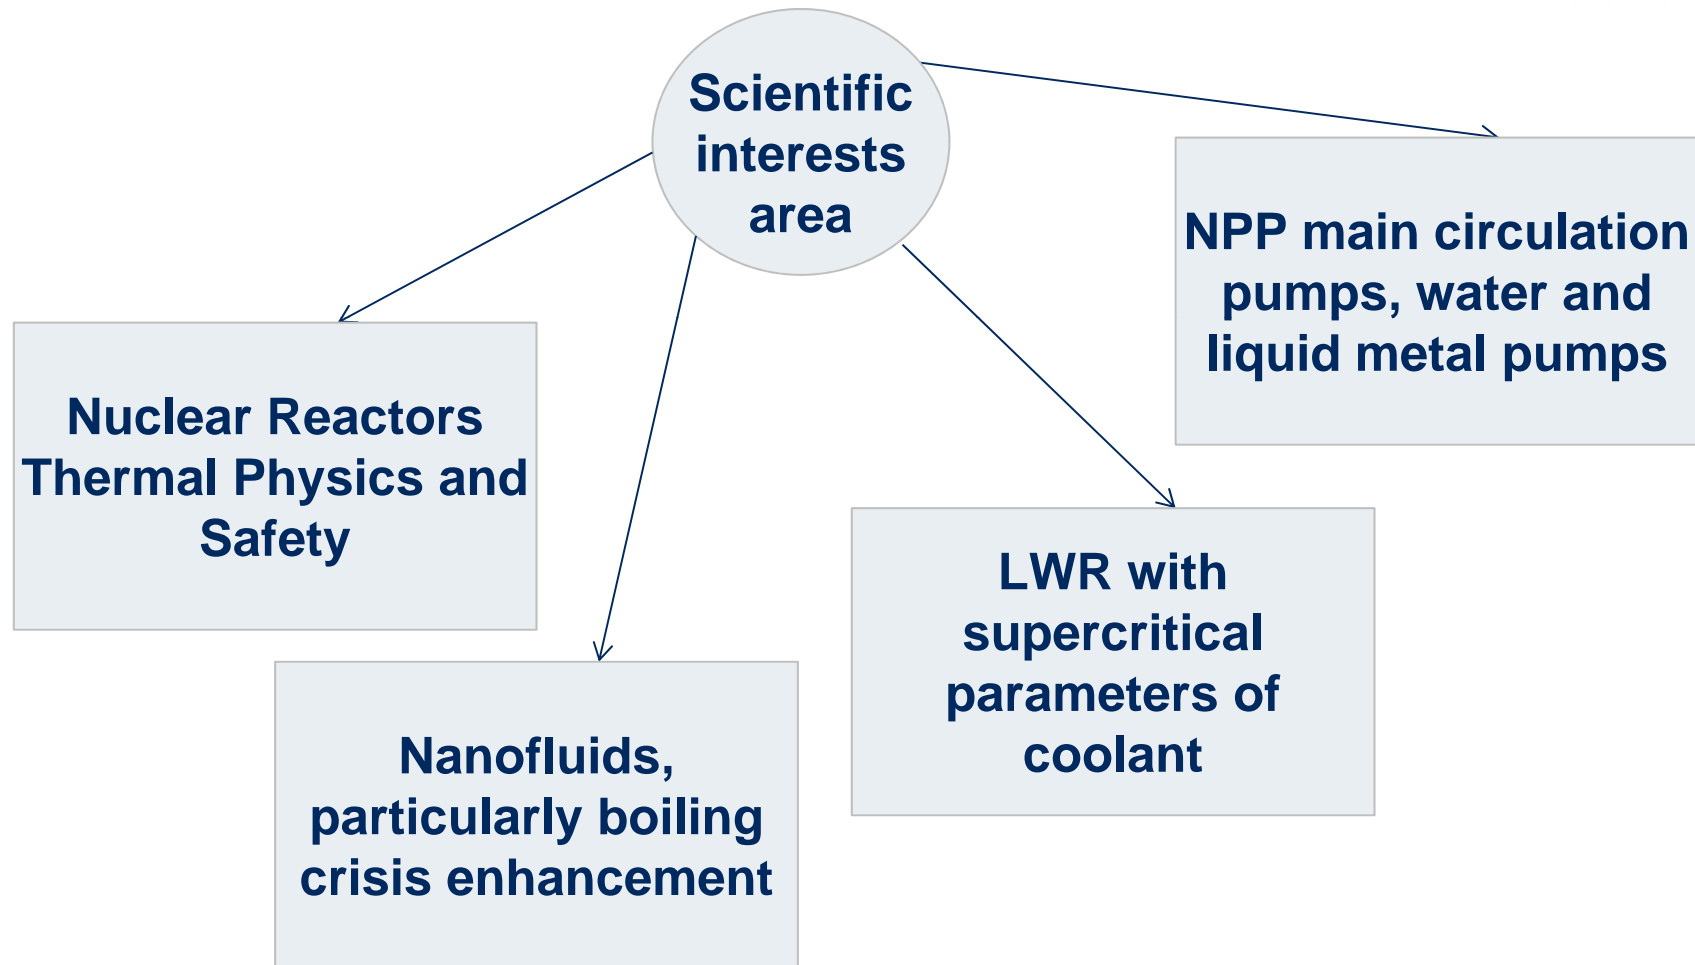 Scientific
interests
area
NPP main circulation
pumps, water and
liquid metal pumps
Nuclear Reactors
Thermal Physics and
Safety
LWR with
supercritical
parameters of
coolant
Nanofluids,
particularly boiling
crisis enhancement